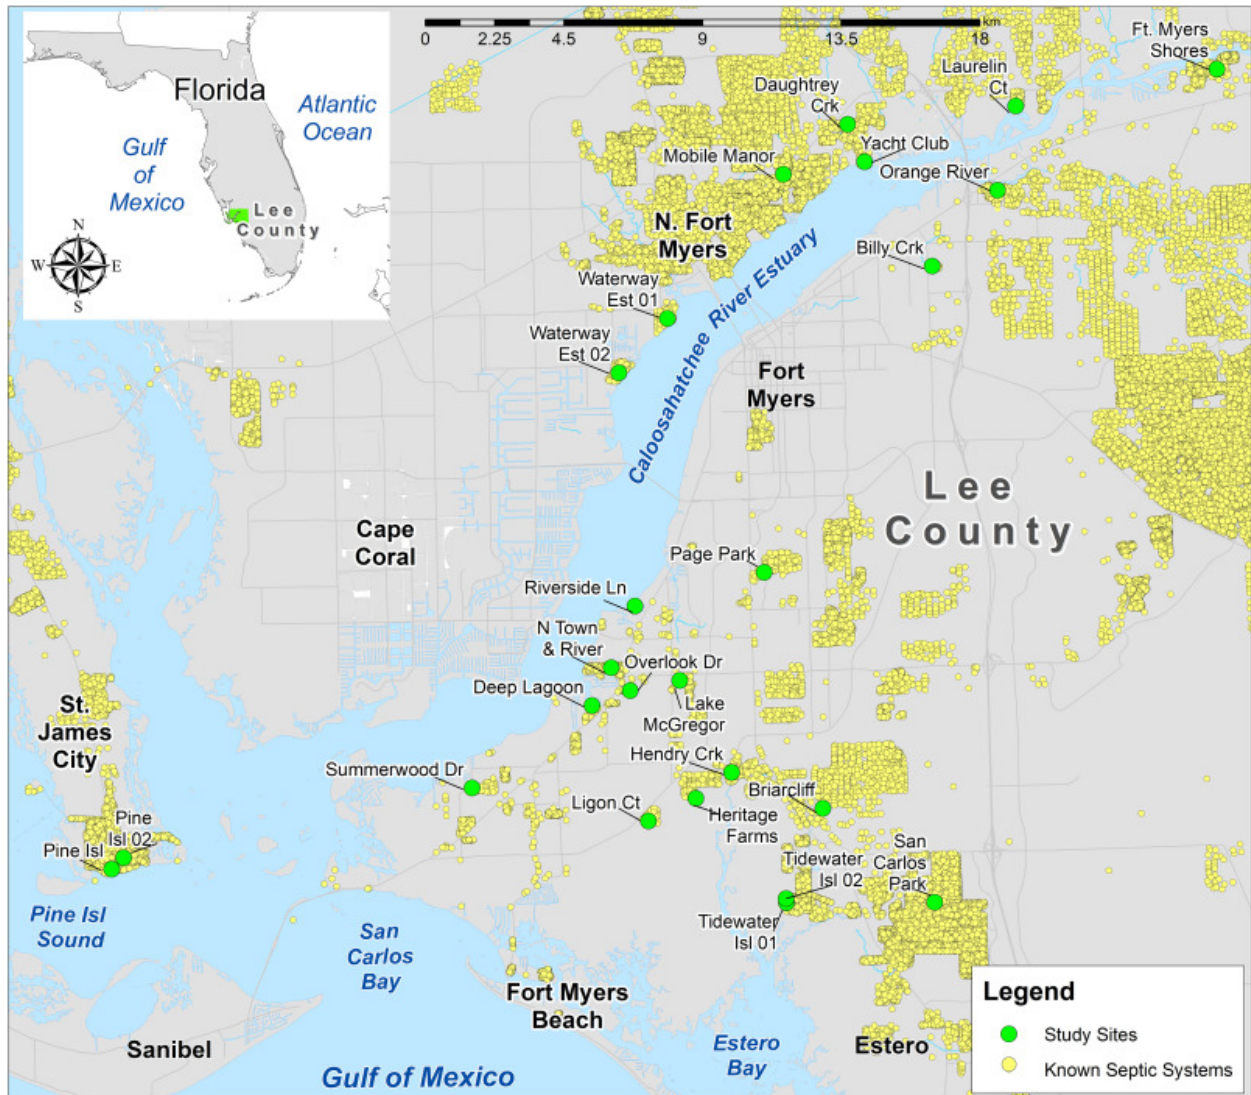 Florida
Atlantic
Ocean
Gulf
of
Mexico
Lee
County
N
W
E
S
km
0
2.25
4.5
9
13.5
18
Ft. Myers
Shores
Laurelin
Ct
Daughtrey
Crk
Yacht Club
Mobile Manor
Orange River
N. Fort
Myers
Billy Crk
Waterway
Est 01
Waterway
Est 02
Caloosahatchee River Estuary
Fort
Myers
Lee
County
Cape
Coral
Page Park
Riverside Ln
N Town
& River
Overlook Dr
Deep Lagoon
Lake
McGregor
St.
James
City
Hendry Crk
Summerwood Dr
Briarcliff
Ligon Ct
Heritage
Farms
Pine
Isl 02
Pine Isl
Tidewater
Isl 02
San
Carlos
Park
Tidewater
Isl 01
Pine Isl
Sound
San
Carlos
Bay
Fort Myers
Beach
Sanibel
Gulf of Mexico
Estero
Bay
Estero
Legend
Study Sites
Known Septic Systems